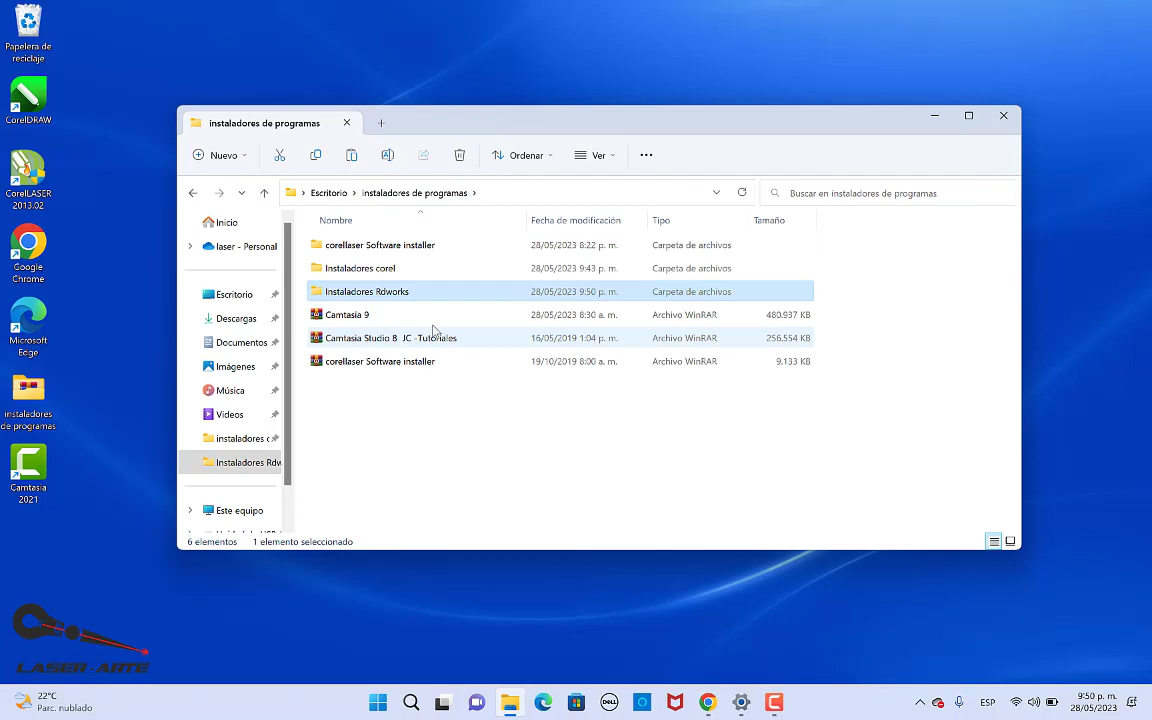 Papelera de
reciclaje
CorelDRAW
CorelLASER
2013.02
Google
Chrome
Microsoft
Edge
instaladores
de programas
Camtasia
2021
LASER-ARTE
instaladores de programas
Nuevo
Ordenar
Ver
Escritorio > instaladores de programas >
Buscar en instaladores de programas
Inicio
laser - Personal
Escritorio
Descargas
Documentos
Imágenes
Música
Videos
instaladores c
Instaladores Rdw
Este equipo
Nombre Fecha de modificación Tipo Tamaño
corellaser Software installer 28/05/2023 8:22 p. m. Carpeta de archivos
Instaladores corel 28/05/2023 9:43 p. m. Carpeta de archivos
Instaladores Rdworks 28/05/2023 9:50 p. m. Carpeta de archivos
Camtasia 9 28/05/2023 8:30 a. m. Archivo WinRAR 480.937 KB
Camtasia Studio 8 JC -Tutoriales 16/05/2019 1:04 p. m. Archivo WinRAR 256.554 KB
corellaser Software installer 19/10/2019 8:00 a. m. Archivo WinRAR 9.133 KB
6 elementos 1 elemento seleccionado
22°C
Parc. nublado
DELL
ESP
9:50 p. m.
28/05/2023